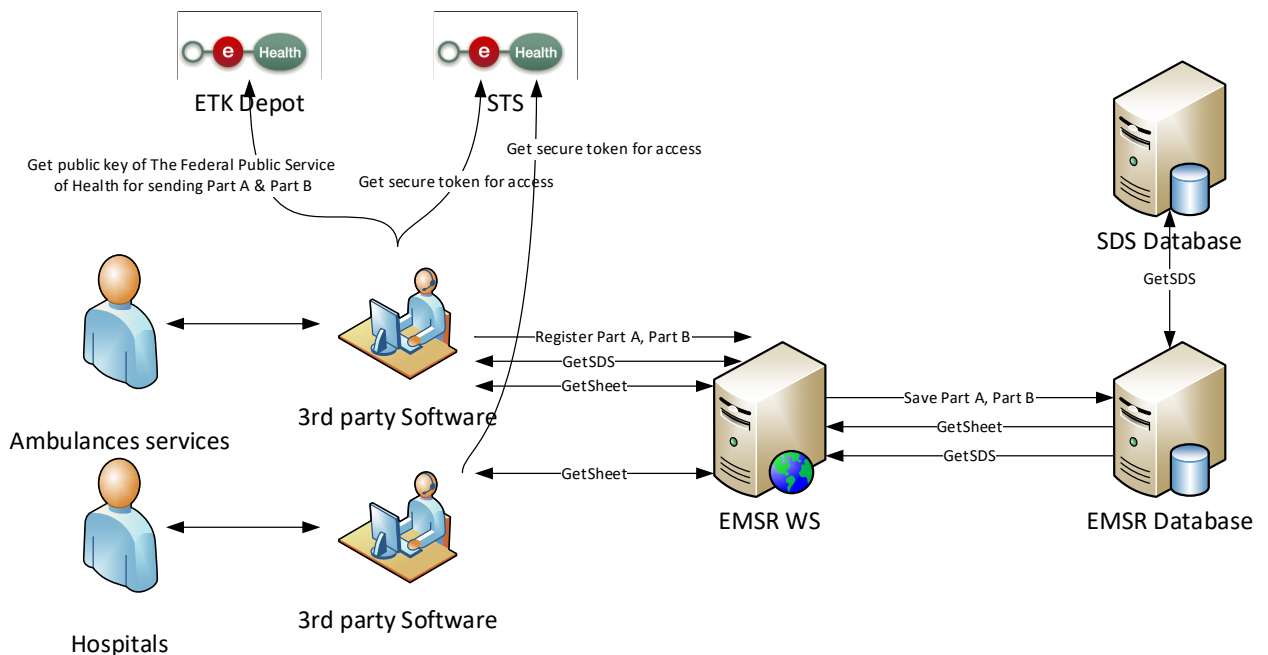 e Health
e Health
ETK Depot
STS
Get secure token for access
Get public key of The Federal Public Service
of Health for sending Part A & Part B
Get secure token for access
SDS Database
GetSDS
Register Part A, Part B
GetSDS
GetSheet
3rd party Software
Ambulances services
Save Part A, Part B
GetSheet
GetSDS
GetSheet
EMSR WS
EMSR Database
3rd party Software
Hospitals